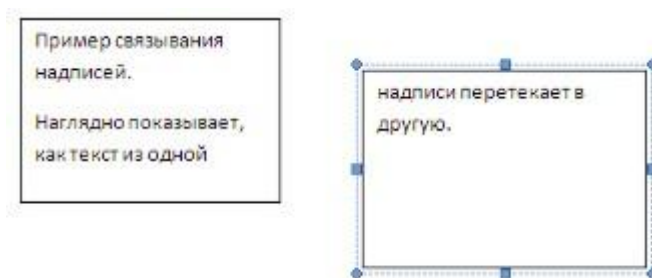 Пример связывания
надписей.
Наглядно показывает,
как текст из одной
надписи перетекает в
другую.